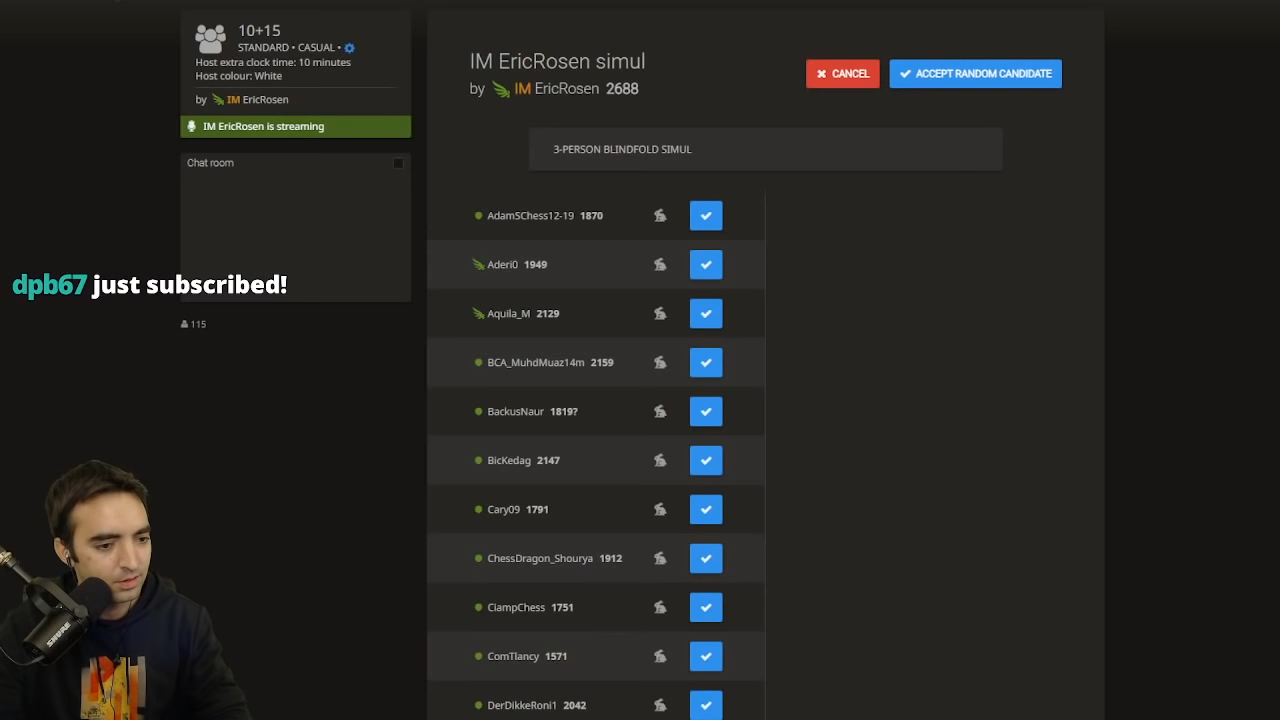 10+15
STANDARD • CASUAL •
Host extra clock time: 10 minutes
Host colour: White
by IM EricRosen
IM EricRosen is streaming
Chat room
115
dpb67 just subscribed!
IM EricRosen simul
by IM EricRosen 2688
CANCEL
ACCEPT RANDOM CANDIDATE
3-PERSON BLINDFOLD SIMUL
AdamSChess12-19 1870
Aderi0 1949
Aquila_M 2129
BCA_MuhdMuaz14m 2159
BackusNaur 1819?
BicKedag 2147
Cary09 1791
ChessDragon_Shourya 1912
ClampChess 1751
ComTlancy 1571
DerDikkeRoni1 2042
SHURE